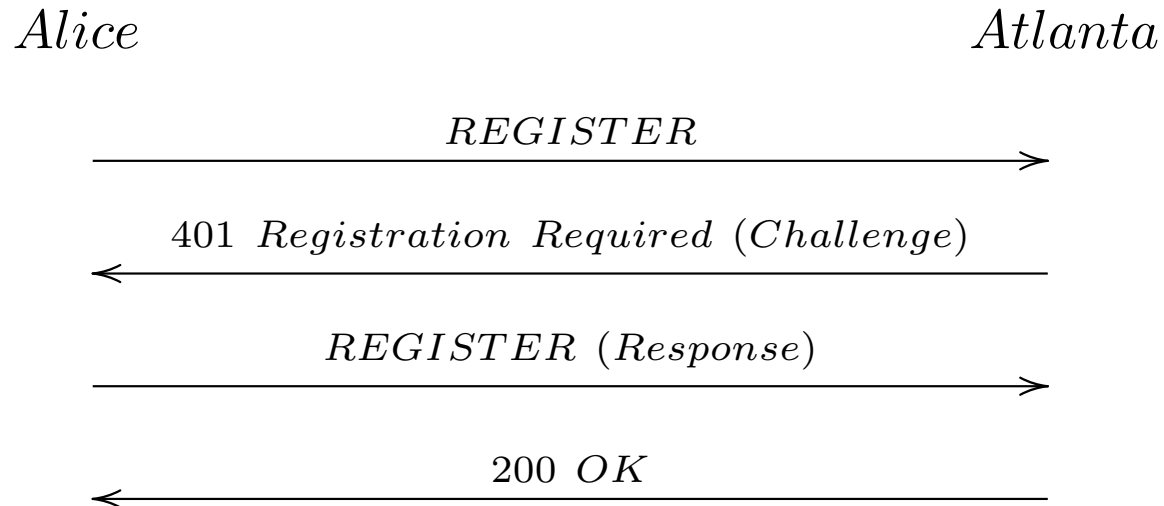 Alice Atlanta
REGISTER
401 Registration Required (Challenge)
REGISTER (Response)
200 OK